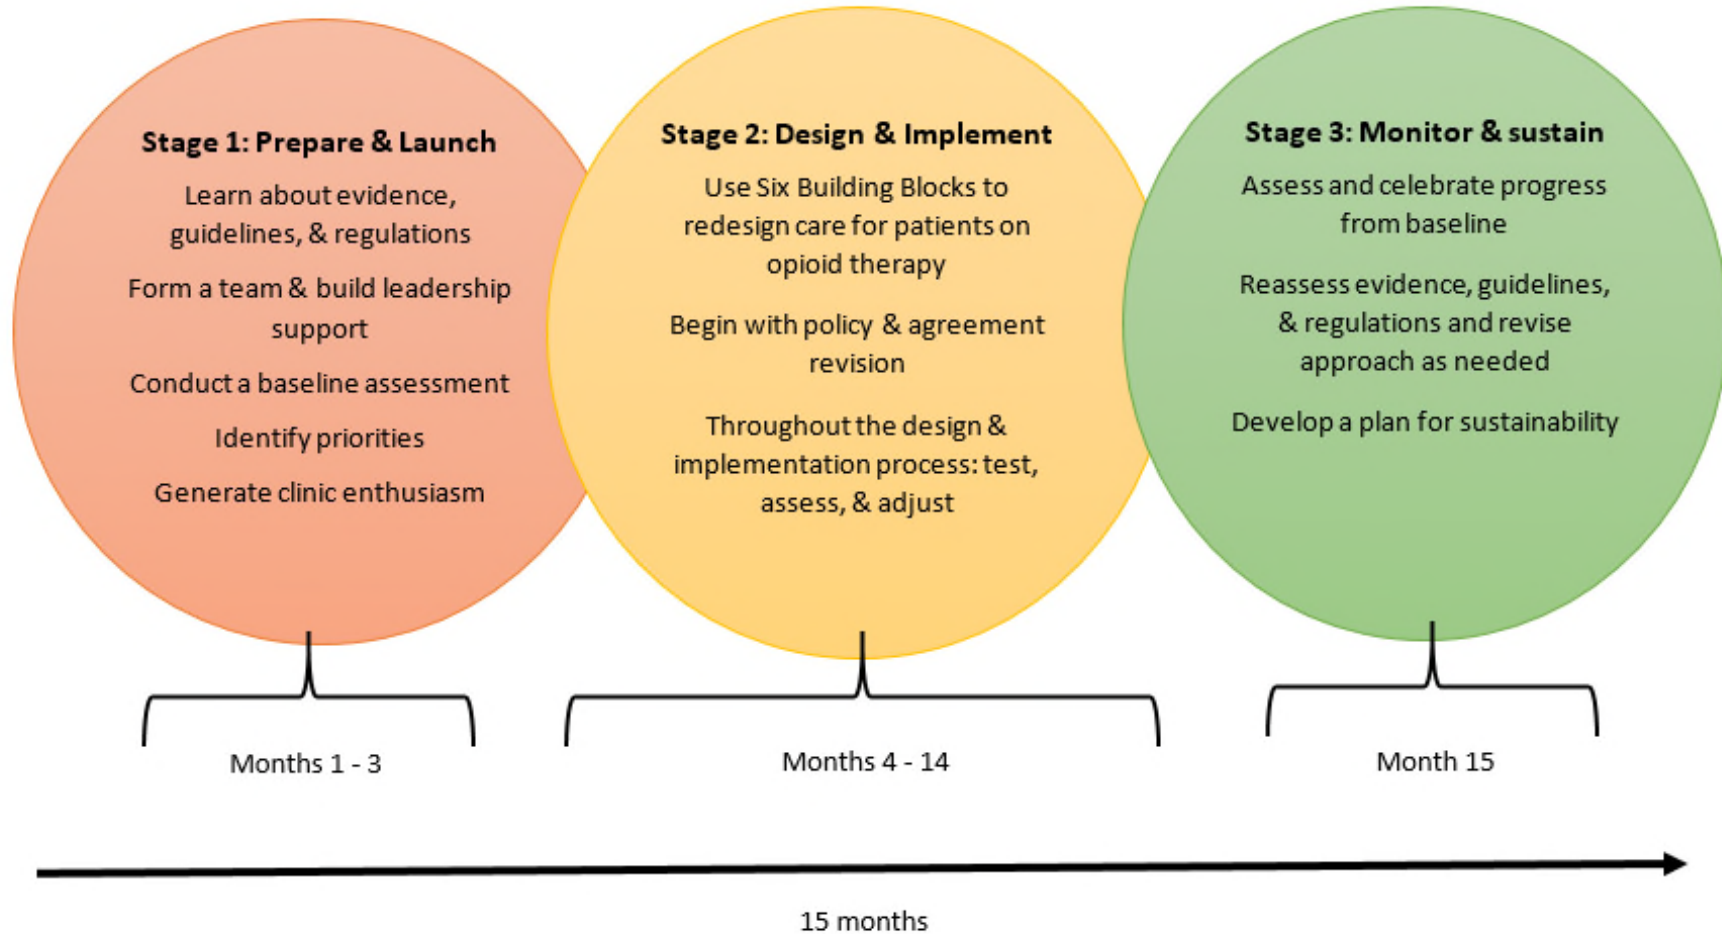 Stage 1: Prepare & Launch
Learn about evidence,
guidelines, & regulations
Form a team & build leadership
support
Conduct a baseline assessment
Identify priorities
Generate clinic enthusiasm
Stage 2: Design & Implement
Use Six Building Blocks to
redesign care for patients on
opioid therapy
Begin with policy & agreement
revision
Throughout the design &
implementation process: test,
assess, & adjust
Stage 3: Monitor & sustain
Assess and celebrate progress
from baseline
Reassess evidence, guidelines,
& regulations and revise
approach as needed
Develop a plan for sustainability
Months 1 - 3
Months 4 - 14
Month 15
15 months